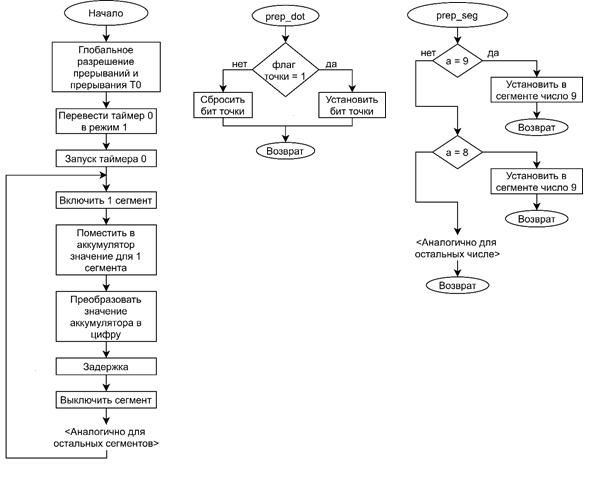 Начало
Глобальное
разрешение
прерываний и
прерывания T0
Перевести таймер 0
в режим 1
Запуск таймера 0
Включить 1 сегмент
Поместить в
аккумулятор
значение для 1
сегмента
Преобразовать
значение
аккумулятора в
цифру
Задержка
Выключить сегмент
<Аналогично для
остальных сегментов>
prep_dot
нет
флаг
точки = 1
да
Сбросить
бит точки
Установить
бит точки
Возврат
prep_seg
нет
да
a = 9
Установить в
сегменте число 9
Возврат
a = 8
Установить в
сегменте число 9
Возврат
<Аналогично для
остальных числе>
Возврат